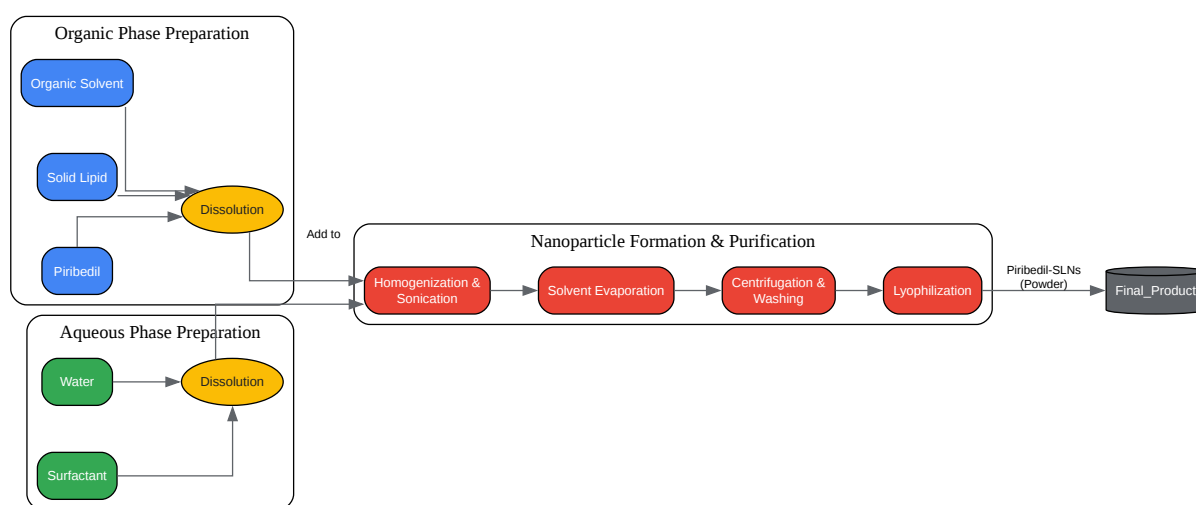 Organic Phase Preparation
Organic Solvent
Solid Lipid
Dissolution
Piribedil
Add to
Nanoparticle Formation & Purification
Homogenization &
Sonication
Solvent Evaporation
Centrifugation &
Washing
Lyophilization
Piribedil-SLNs
(Powder)
Final_Product
Aqueous Phase Preparation
Water
Dissolution
Surfactant